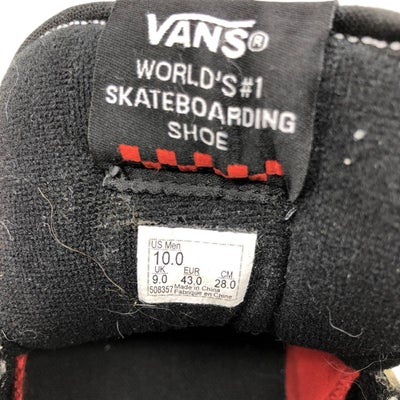 VANS®
WORLD'S #1
SKATEBOARDING
SHOE
US Men
10.0
UK EUR CM
9.0 43.0 28.0
508357 Made in China
Fabriqué en Chine